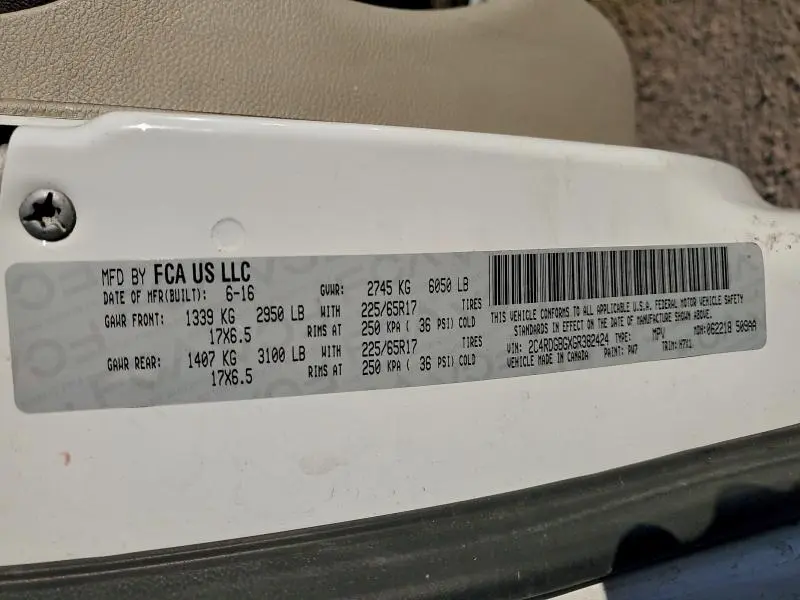 MFD BY FCA US LLC
DATE OF MFR(BUILT): 6-16 GVWR: 2745 KG 6050 LB
GAWR FRONT: 1339 KG 2950 LB WITH 225/65R17 TIRES
17X6.5 RIMS AT 250 KPA ( 36 PSI) COLD
GAWR REAR: 1407 KG 3100 LB WITH 225/65R17 TIRES
17X6.5 RIMS AT 250 KPA ( 36 PSI) COLD
THIS VEHICLE CONFORMS TO ALL APPLICABLE U.S.A. FEDERAL MOTOR VEHICLE SAFETY
STANDARDS IN EFFECT ON THE DATE OF MANUFACTURE SHOWN ABOVE.
VIN: 2C4RDGBGXGR382424 TYPE: MPV MDH: 062218 509AA
VEHICLE MADE IN CANADA PAINT: PW7 TRIM: